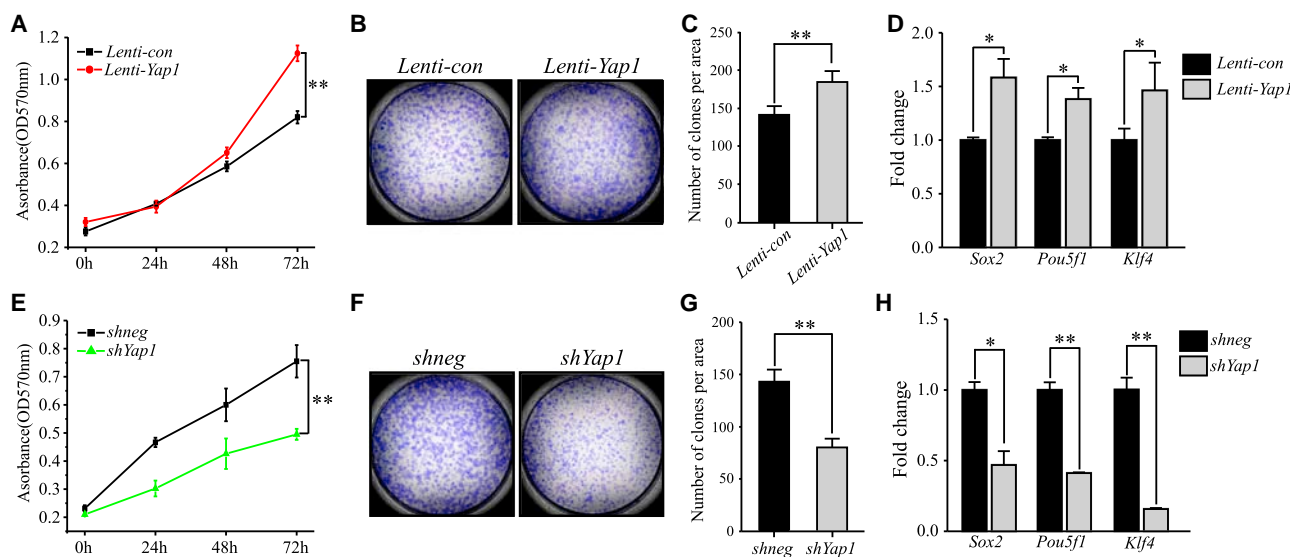 A
Asorbance(OD570nm)
1.2
1.0
0.8
0.6
0.4
0.2
0h 24h 48h 72h
Lenti-con
Lenti-Yap1
**
B
Lenti-con Lenti-Yap1
C
Number of clones per area
250
200
150
100
50
0
**
Lenti-con Lenti-Yap1
D
Fold change
2.0
1.5
1.0
0.5
0.0
* * *
Sox2 Pou5f1 Klf4
Lenti-con
Lenti-Yap1
E
Asorbance(OD570nm)
0.9
0.8
0.7
0.6
0.5
0.4
0.3
0.2
0h 24h 48h 72h
shneg
shYap1
**
F
shneg shYap1
G
Number of clones per area
200
150
100
50
0
**
shneg shYap1
H
Fold change
1.5
1.0
0.5
0.0
* ** **
Sox2 Pou5f1 Klf4
shneg
shYap1